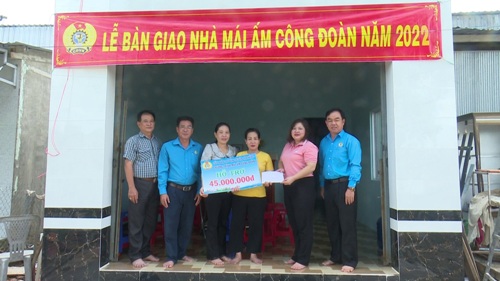 LỄ BÀN GIAO NHÀ MÁI ẤM CÔNG ĐOÀN NĂM 2022
45.000.000đ